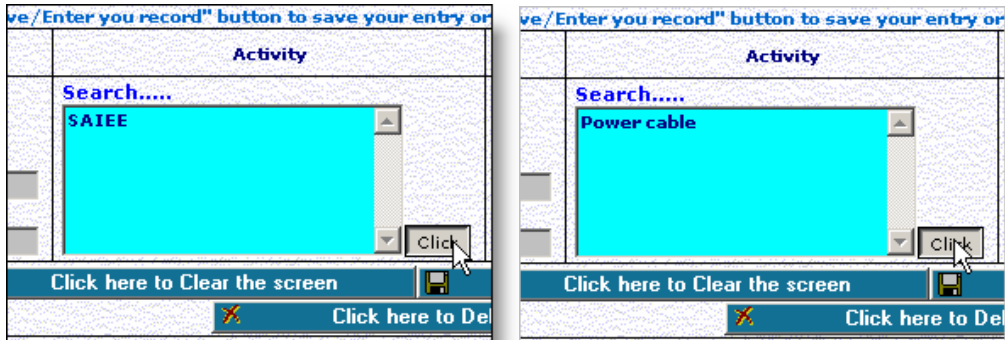 ve/Enter you record" button to save your entry or
Activity
Search.....
SAIEE
Click
Click here to Clear the screen
Click here to Del
ve/Enter you record" button to save your entry or
Activity
Search.....
Power cable
Click
Click here to Clear the screen
Click here to Del